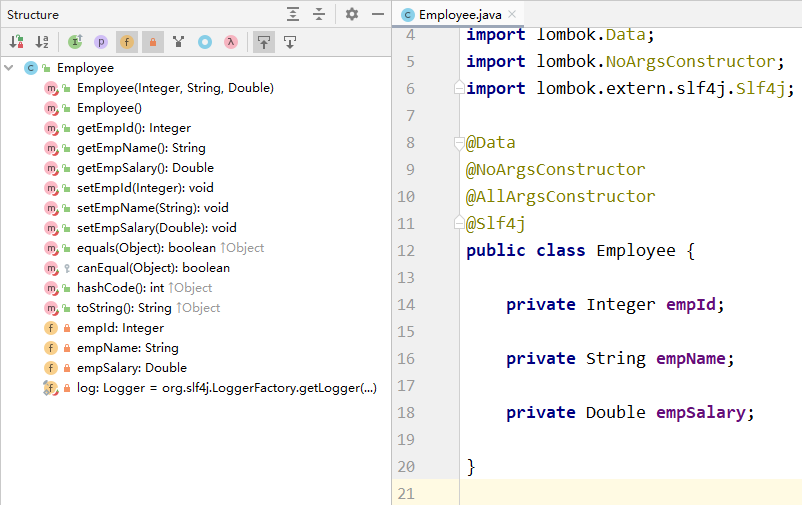 Structure
Employee
Employee(Integer, String, Double)
Employee()
getEmpId(): Integer
getEmpName(): String
getEmpSalary(): Double
setEmpId(Integer): void
setEmpName(String): void
setEmpSalary(Double): void
equals(Object): boolean ↑Object
canEqual(Object): boolean
hashCode(): int ↑Object
toString(): String ↑Object
empId: Integer
empName: String
empSalary: Double
log: Logger = org.slf4j.LoggerFactory.getLogger(...)
Employee.java
4 import lombok.Data;
5 import lombok.NoArgsConstructor;
6 import lombok.extern.slf4j.Slf4j;
7
8 @Data
9 @NoArgsConstructor
10 @AllArgsConstructor
11 @Slf4j
12 public class Employee {
13
14 private Integer empId;
15
16 private String empName;
17
18 private Double empSalary;
19
20 }
21